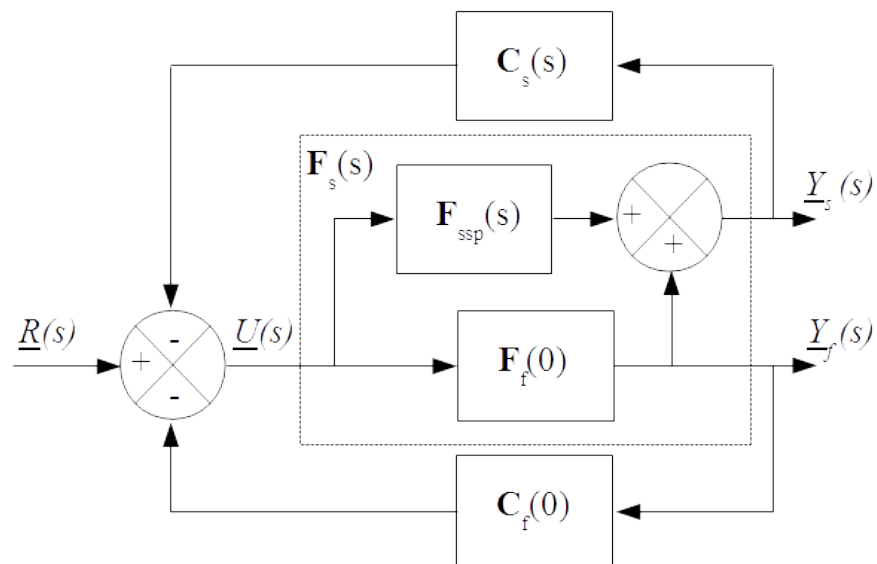 C_s(s)
F_s(s)
F_ssp(s)
+
+
Y_s(s)
R(s)
+
-
-
U(s)
F_f(0)
Y_f(s)
C_f(0)